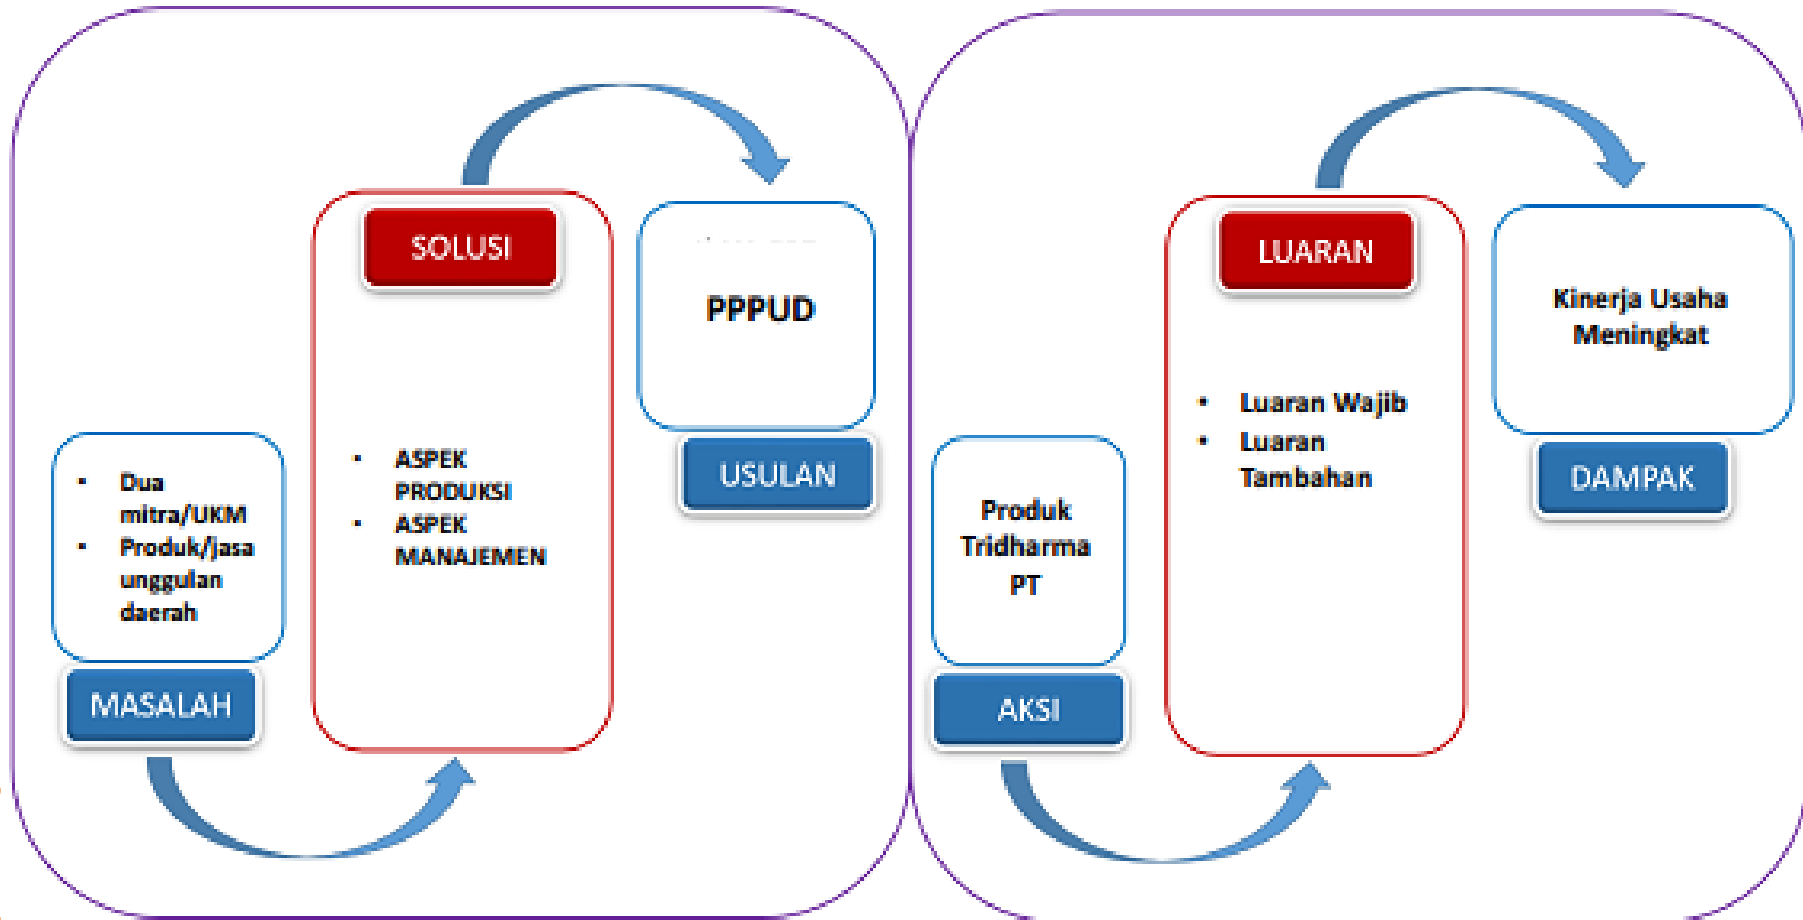 SOLUSI
PPPUD
USULAN
• Dua
mitra/UKM
• Produk/jasa
unggulan
daerah
MASALAH
• ASPEK
PRODUKSI
• ASPEK
MANAJEMEN
LUARAN
Kinerja Usaha
Meningkat
DAMPAK
• Luaran Wajib
• Luaran
Tambahan
Produk
Tridharma
PT
AKSI